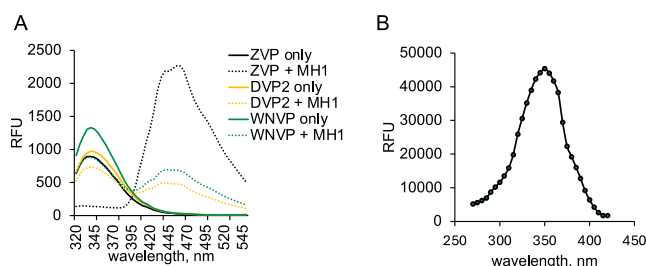 A
2500
2000
1500
1000
500
0
RFU
320
345
370
395
420
445
470
495
520
545
wavelength, nm
ZVP only
ZVP + MH1
DVP2 only
DVP2 + MH1
WNVP only
WNVP + MH1
B
50000
40000
30000
20000
10000
0
RFU
250
300
350
400
450
wavelength, nm